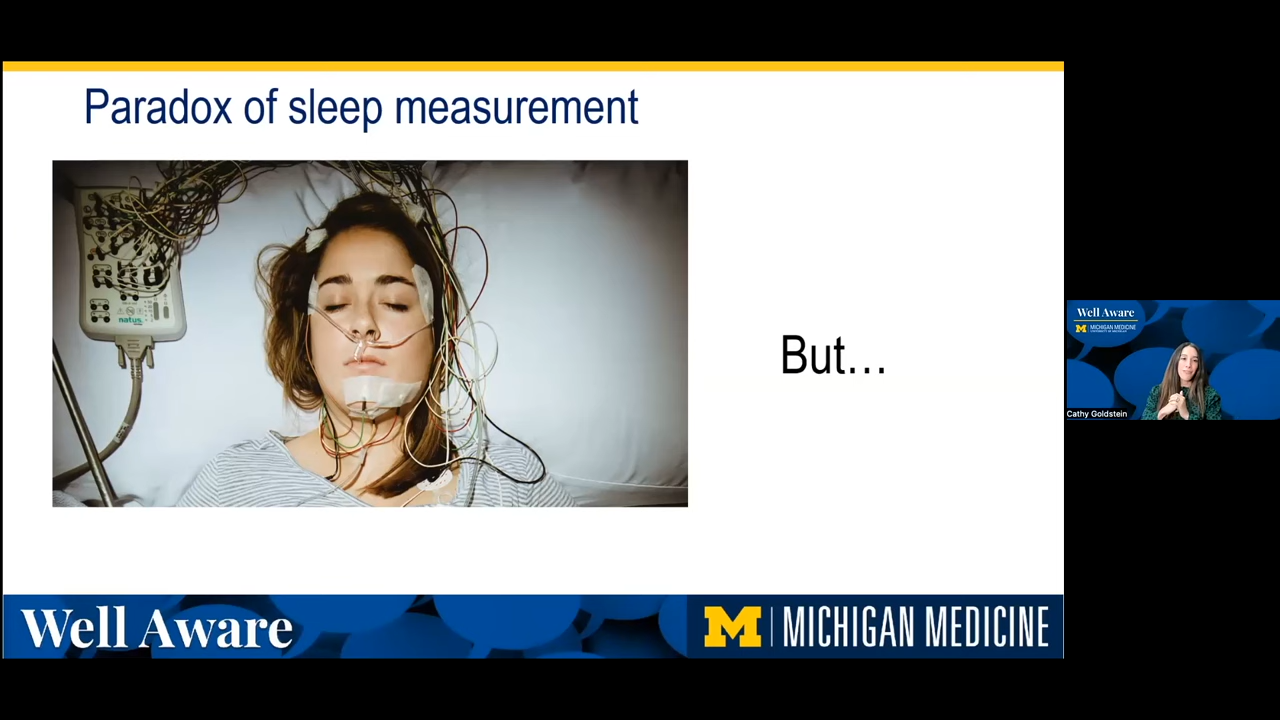 Paradox of sleep measurement
natus
But…
Well Aware
M | MICHIGAN MEDICINE
Well Aware
M | MICHIGAN MEDICINE
Cathy Goldstein